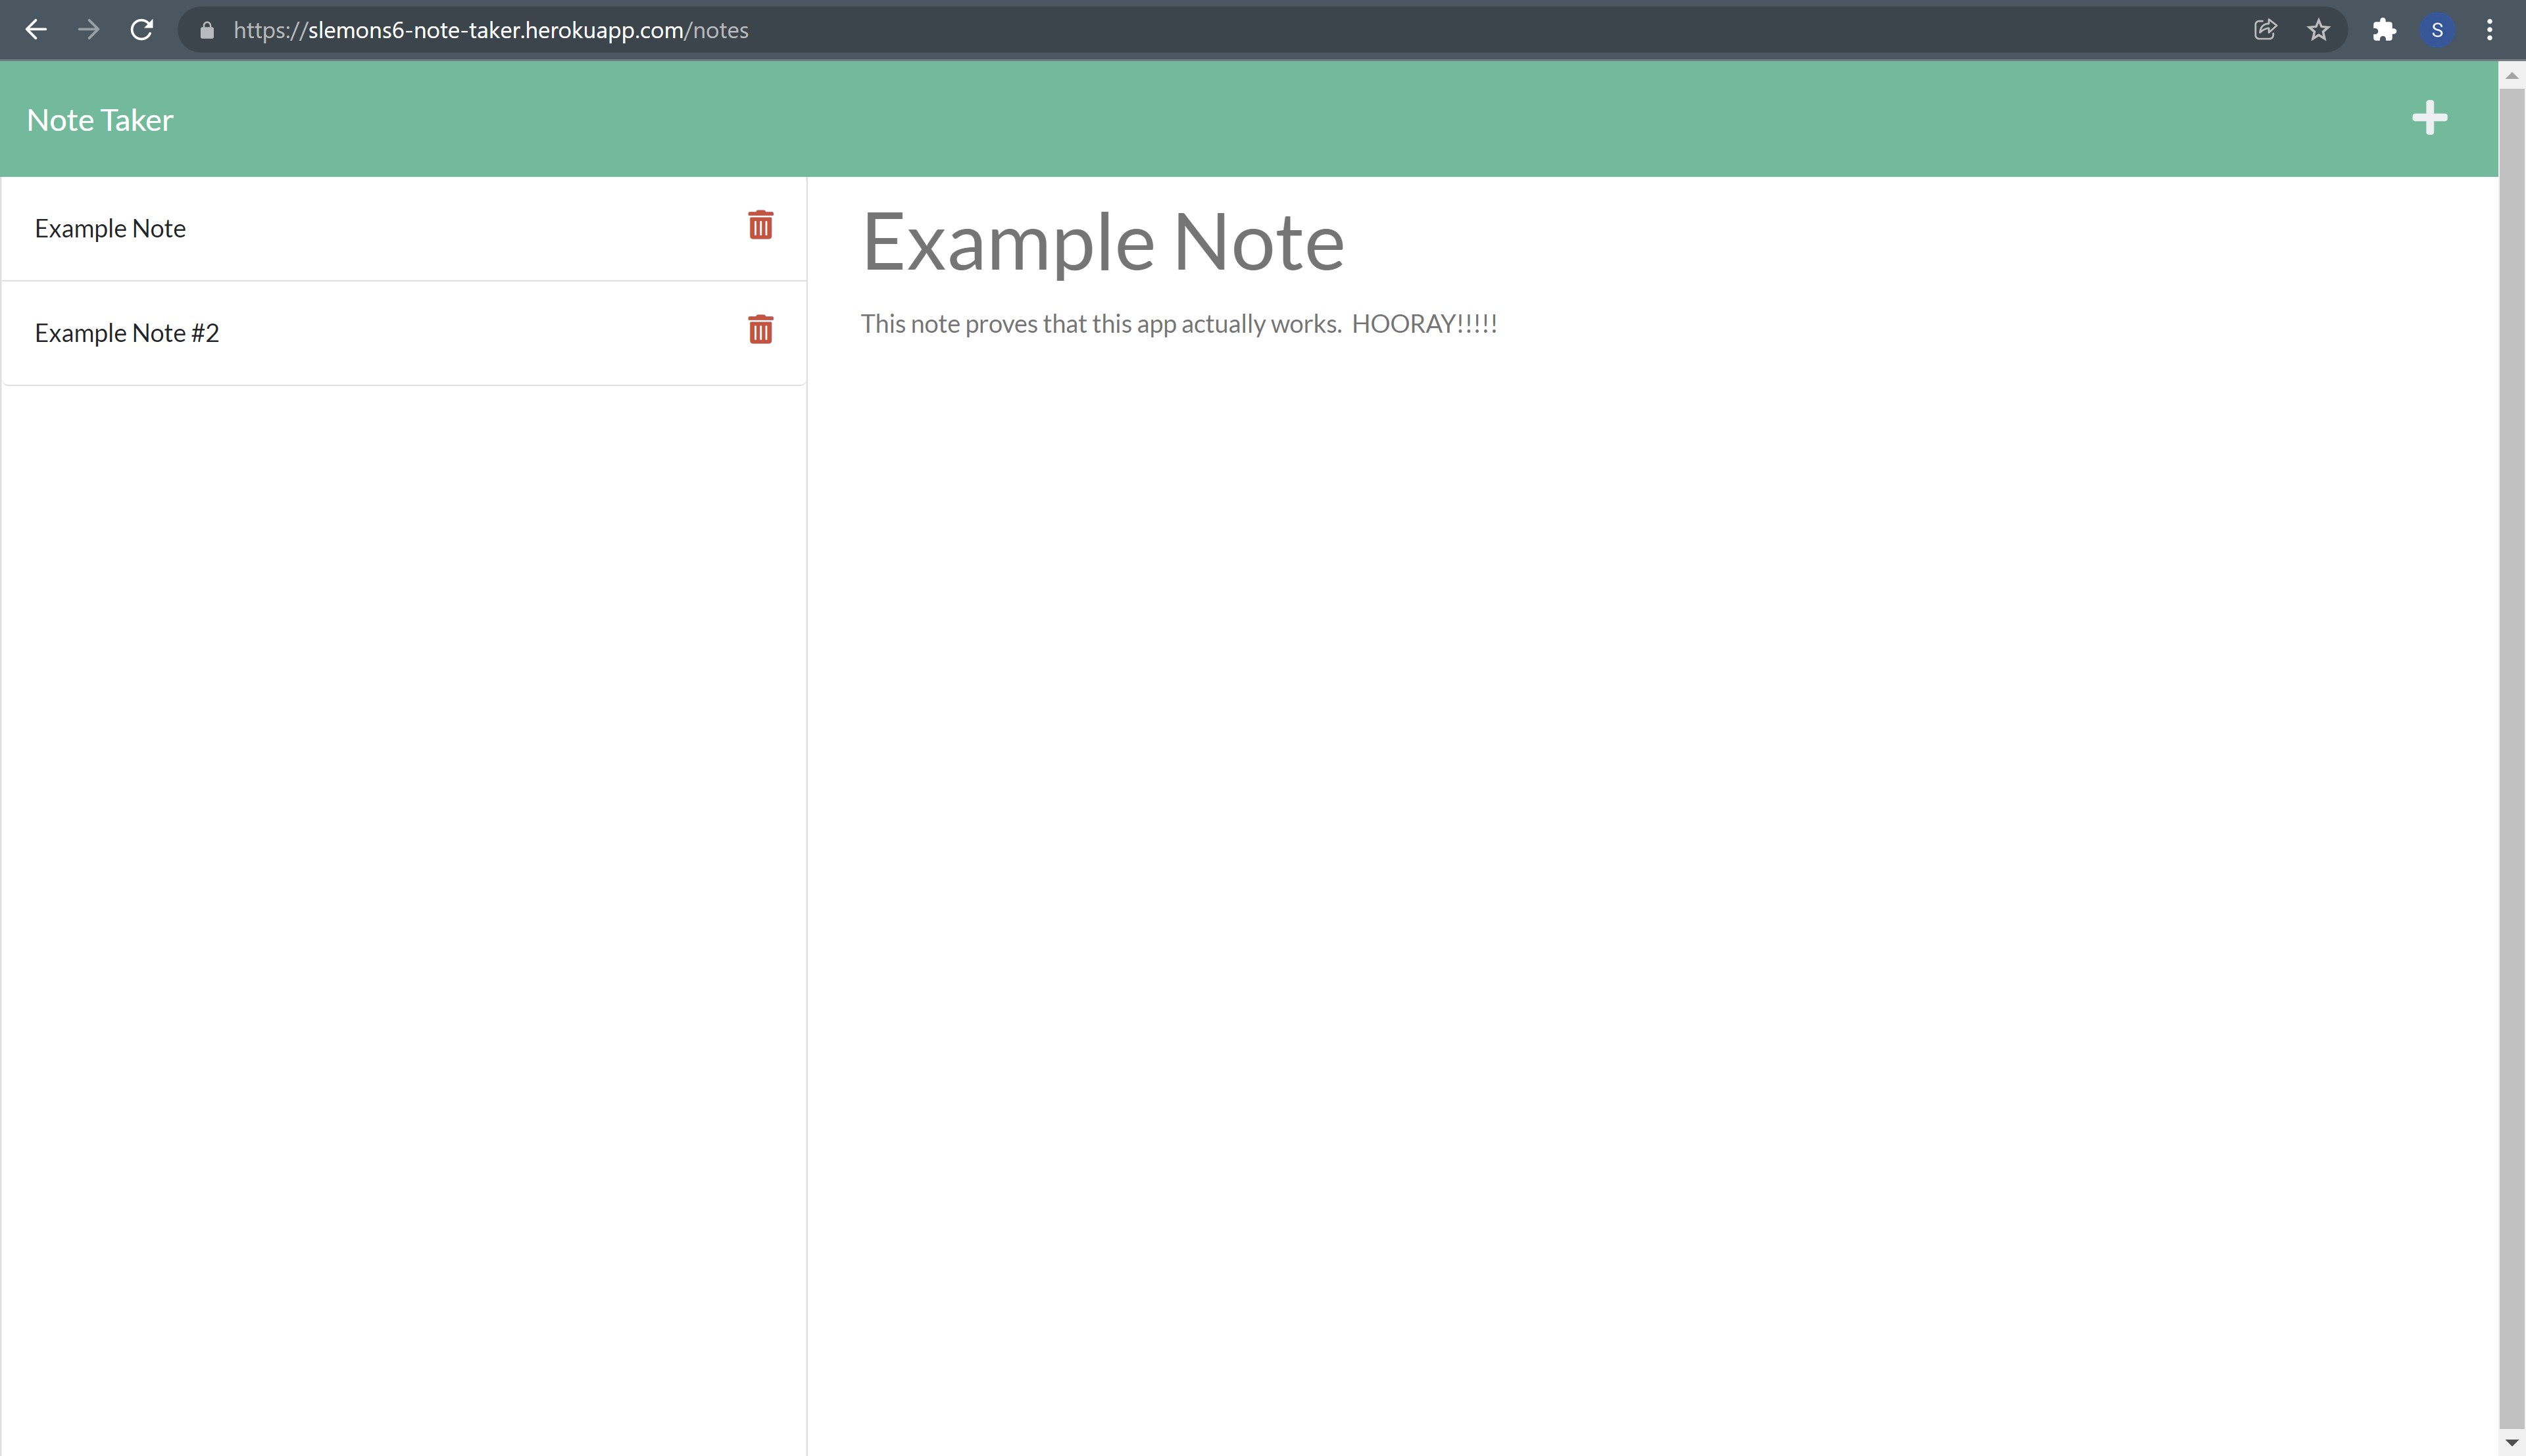 https://slemons6-note-taker.herokuapp.com/notes
S
Note Taker
Example Note
Example Note #2
Example Note
This note proves that this app actually works.  HOORAY!!!!!